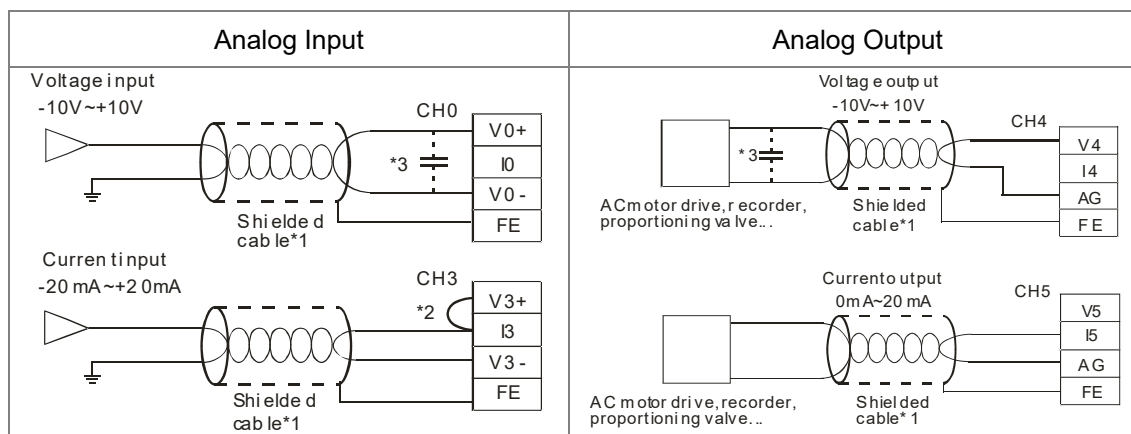 Analog Input
Voltage input
-10V~+10V
CH0
V0+
I0
V0-
FE
*3
Shielded
cable*1
Current input
-20 mA~+20mA
CH3
V3+
I3
V3-
FE
*2
Shielded
cable*1
Analog Output
Voltage output
-10V~+10V
CH4
V4
I4
AG
FE
*3
AC motor drive, recorder,
proportioning valve...
Shielded
cable*1
Current output
0mA~20 mA
CH5
V5
I5
AG
FE
AC motor drive, recorder,
proportioning valve...
Shielded
cable*1